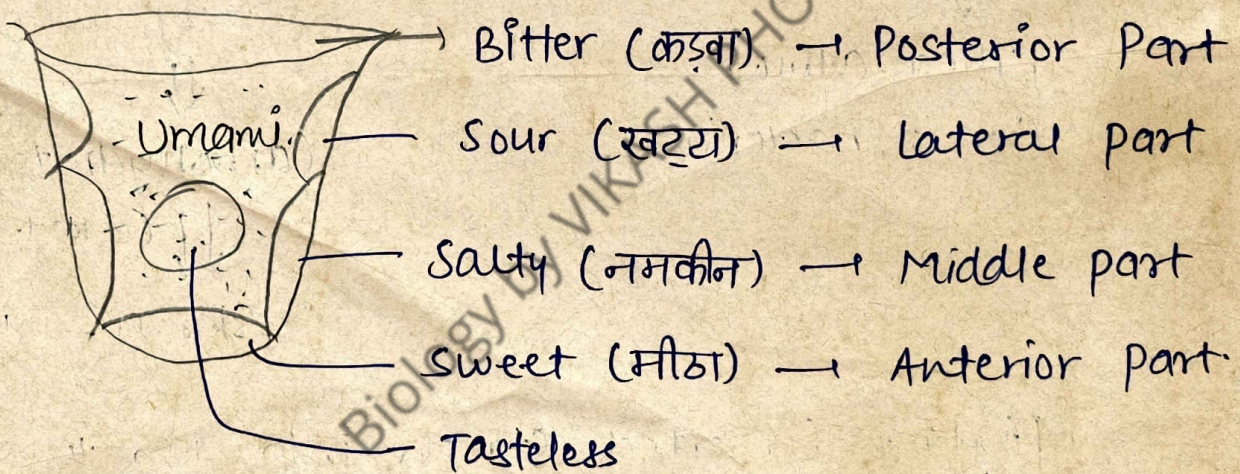 Bitter (कड़वा) → Posterior Part
Umami
Sour (खट्टा) → Lateral part
Salty (नमकीन) → Middle part
Sweet (मीठा) → Anterior part.
Tasteless
Biology by VIKASH